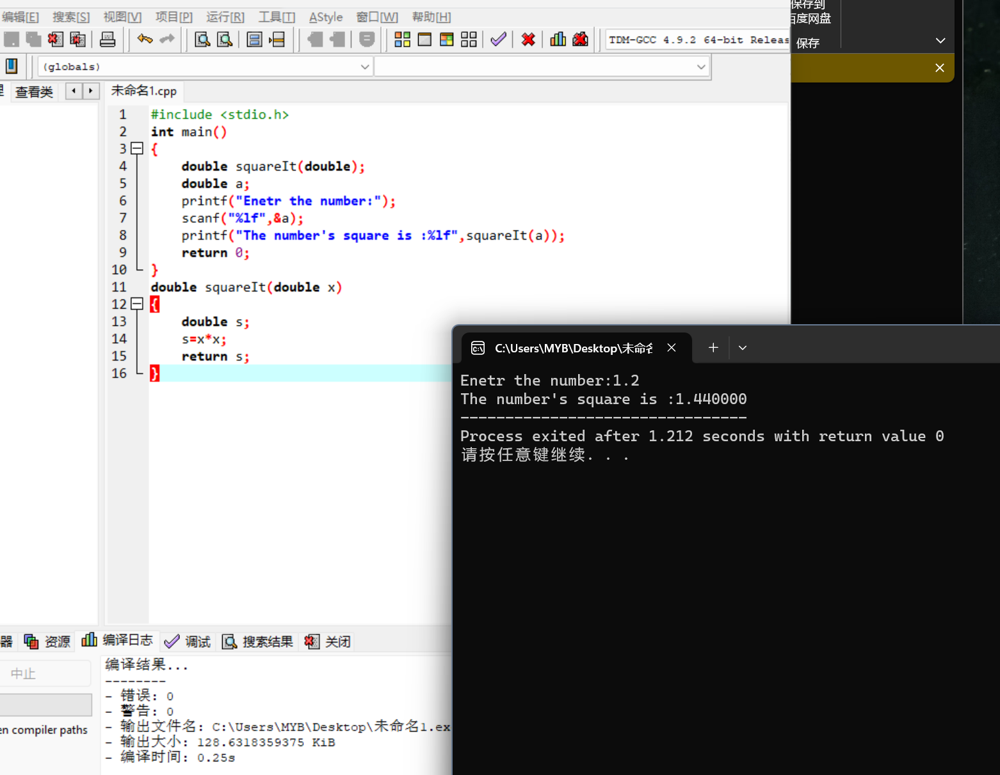 编辑[E] 搜索[S] 视图[V] 项目[P] 运行[R] 工具[T] AStyle 窗口[W] 帮助[H]
保存到
百度网盘
TDM-GCC 4.9.2 64-bit Releas
保存
(globals)
查看类
未命名1.cpp
1 #include <stdio.h>
2 int main()
3 {
4 double squareIt(double);
5 double a;
6 printf("Enetr the number:");
7 scanf("%lf",&a);
8 printf("The number's square is :%lf",squareIt(a));
9 return 0;
10 }
11 double squareIt(double x)
12 {
13 double s;
14 s=x*x;
15 return s;
16 }
C:\Users\MYB\Desktop\未命名
Enetr the number:1.2
The number's square is :1.440000
--------------------------------
Process exited after 1.212 seconds with return value 0
请按任意键继续. . .
器 资源 编译日志 调试 搜索结果 关闭
中止
en compiler paths
编译结果...
--------
- 错误: 0
- 警告: 0
- 输出文件名: C:\Users\MYB\Desktop\未命名1.ex
- 输出大小: 128.6318359375 KiB
- 编译时间: 0.25s